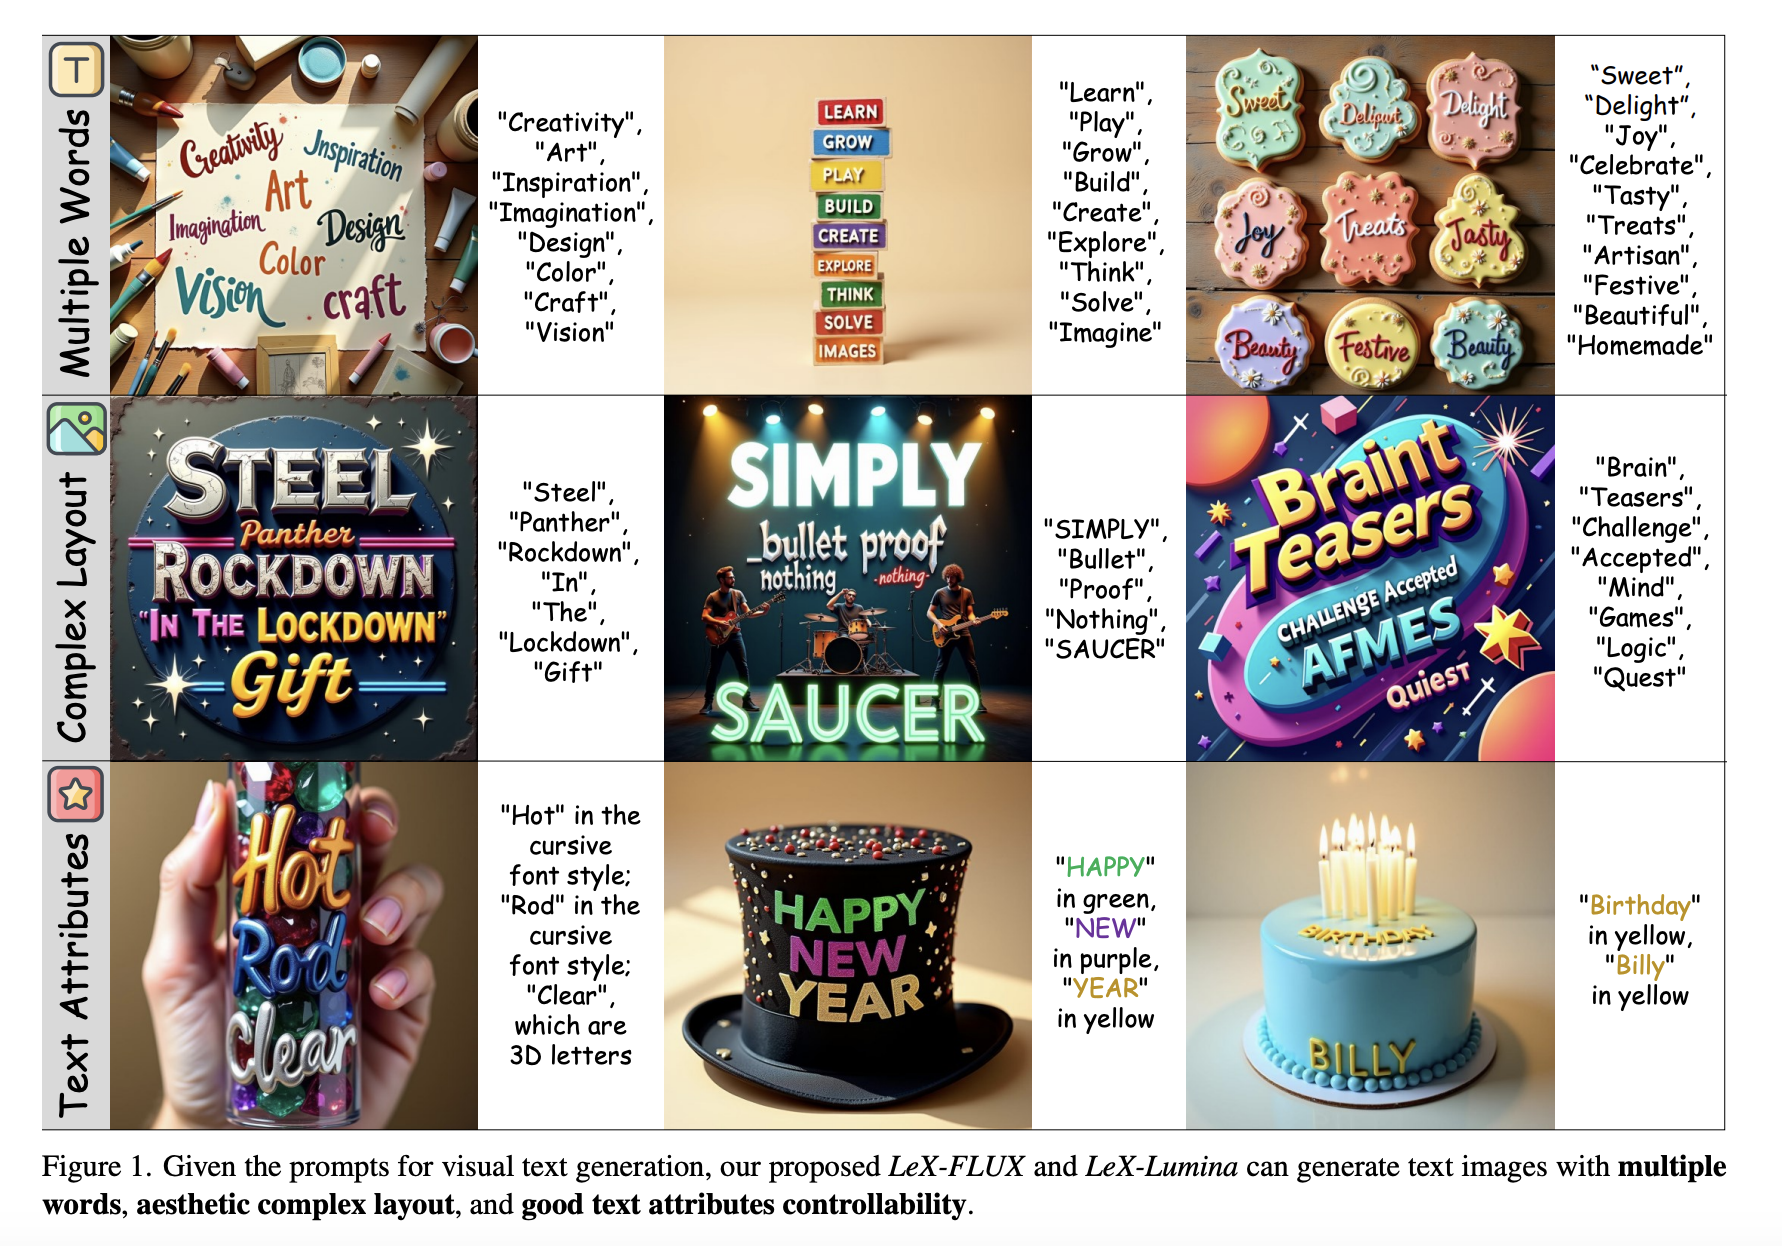 T
Multiple Words
Creativity
Inspiration
Art
Imagination
Design
Color
Vision
craft
"Creativity",
"Art",
"Inspiration",
"Imagination",
"Design",
"Color",
"Craft",
"Vision"
LEARN
GROW
PLAY
BUILD
CREATE
EXPLORE
THINK
SOLVE
IMAGES
"Learn",
"Play",
"Grow",
"Build",
"Create",
"Explore",
"Think",
"Solve",
"Imagine"
Sweet
Delight
Joy
Treats
Tasty
Beauty
Festive
Beauty
“Sweet”,
“Delight”,
"Joy",
"Celebrate",
"Tasty",
"Treats",
"Artisan",
"Festive",
"Beautiful",
"Homemade"
Complex Layout
STEEL
Panther
ROCKDOWN
"IN THE LOCKDOWN"
Gift
"Steel",
"Panther",
"Rockdown",
"In",
"The",
"Lockdown",
"Gift"
SIMPLY
_bullet proof
nothing -nothing-
SAUCER
"SIMPLY",
"Bullet",
"Proof",
"Nothing",
"SAUCER"
Braint
Teasers
CHALLENGE Accepted
AFMES
Quiest
"Brain",
"Teasers",
"Challenge",
"Accepted",
"Mind",
"Games",
"Logic",
"Quest"
Text Attributes
Hot
Rod
Clear
"Hot" in the
cursive
font style;
"Rod" in the
cursive
font style;
"Clear",
which are
3D letters
HAPPY
NEW
YEAR
"HAPPY"
in green,
"NEW"
in purple,
"YEAR"
in yellow
BIRTHDAY
BILLY
"Birthday"
in yellow,
"Billy"
in yellow
Figure 1. Given the prompts for visual text generation, our proposed LeX-FLUX and LeX-Lumina can generate text images with multiple
words, aesthetic complex layout, and good text attributes controllability.